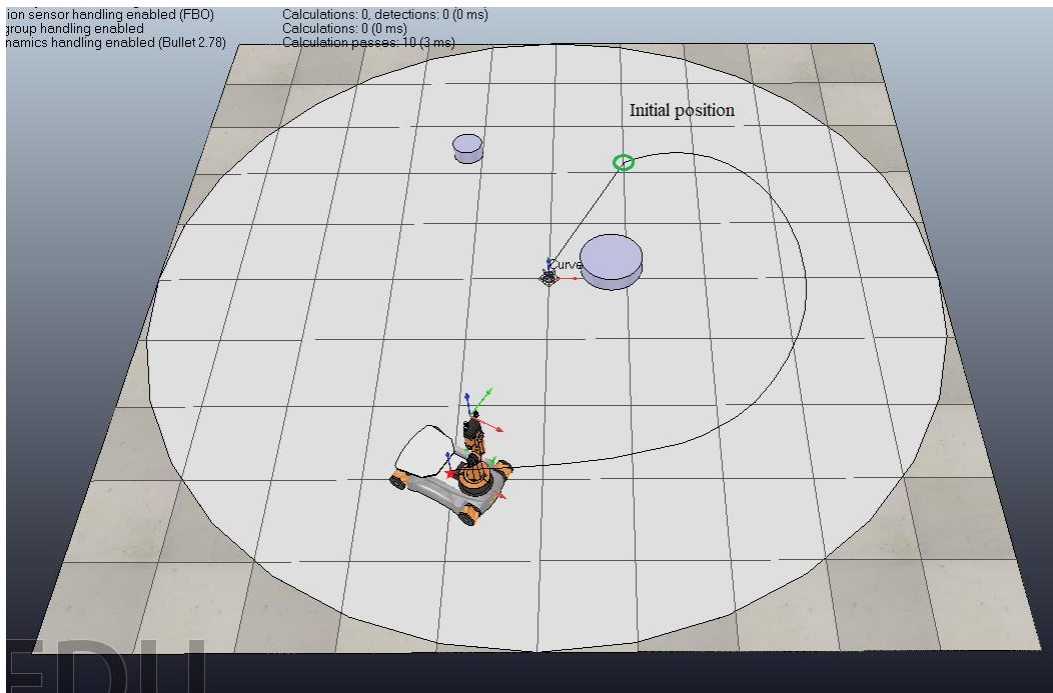 ion sensor handling enabled (FBO) Calculations: 0, detections: 0 (0 ms)
group handling enabled Calculations: 0 (0 ms)
namics handling enabled (Bullet 2.78) Calculation passes: 10 (3 ms)
Initial position
Curve
EDU